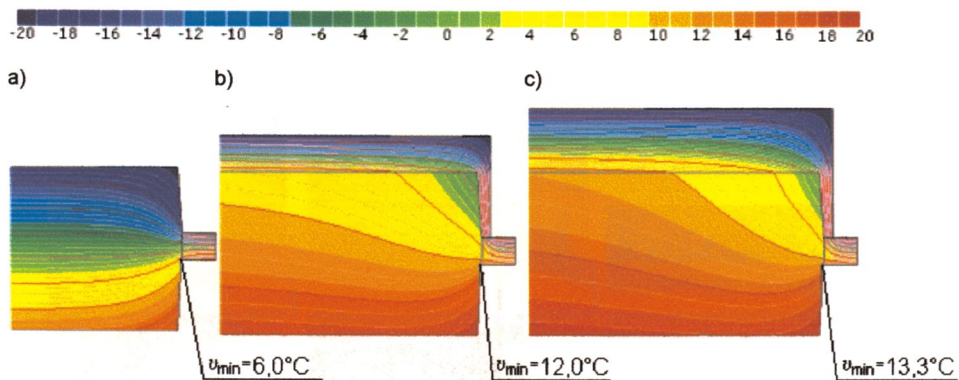 -20 -18 -16 -14 -12 -10 -8 -6 -4 -2 0 2 4 6 8 10 12 14 16 18 20
a) b) c)
υmin=6,0°C υmin=12,0°C υmin=13,3°C